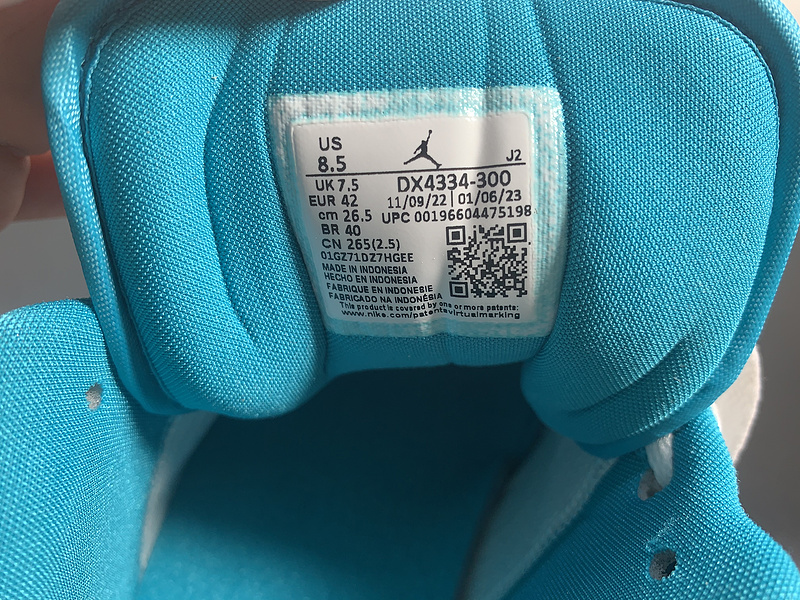 US
8.5
J2
UK 7.5
DX4334-300
EUR 42
11/09/22 | 01/06/23
cm 26.5
UPC 00196604475198
BR 40
CN 265(2.5)
01GZ71DZ7HGEE
MADE IN INDONESIA
HECHO EN INDONESIA
FABRIQUE EN INDONESIE
FABRICADO NA INDONÉSIA
This product is covered by one or more patents:
www.nike.com/patentsvirtualmarking